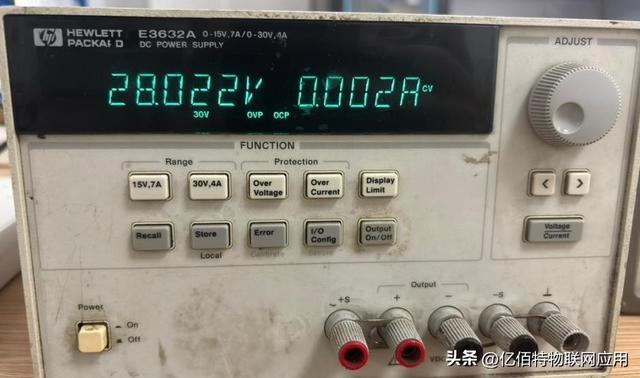 hp HEWLETT PACKARD E3632A 0-15V,7A/0-30V,4A
DC POWER SUPPLY
28.022V 0.002A CV
30V OVP OCP
ADJUST
FUNCTION
Range Protection
15V,7A 30V,4A Over Voltage Over Current Display Limit
Recall Store Error I/O Config Output On/Off
Local Calibrate Secure
< >
Voltage Current
Power
On
Off
Output
+S + - -S
头条 @亿佰特物联网应用